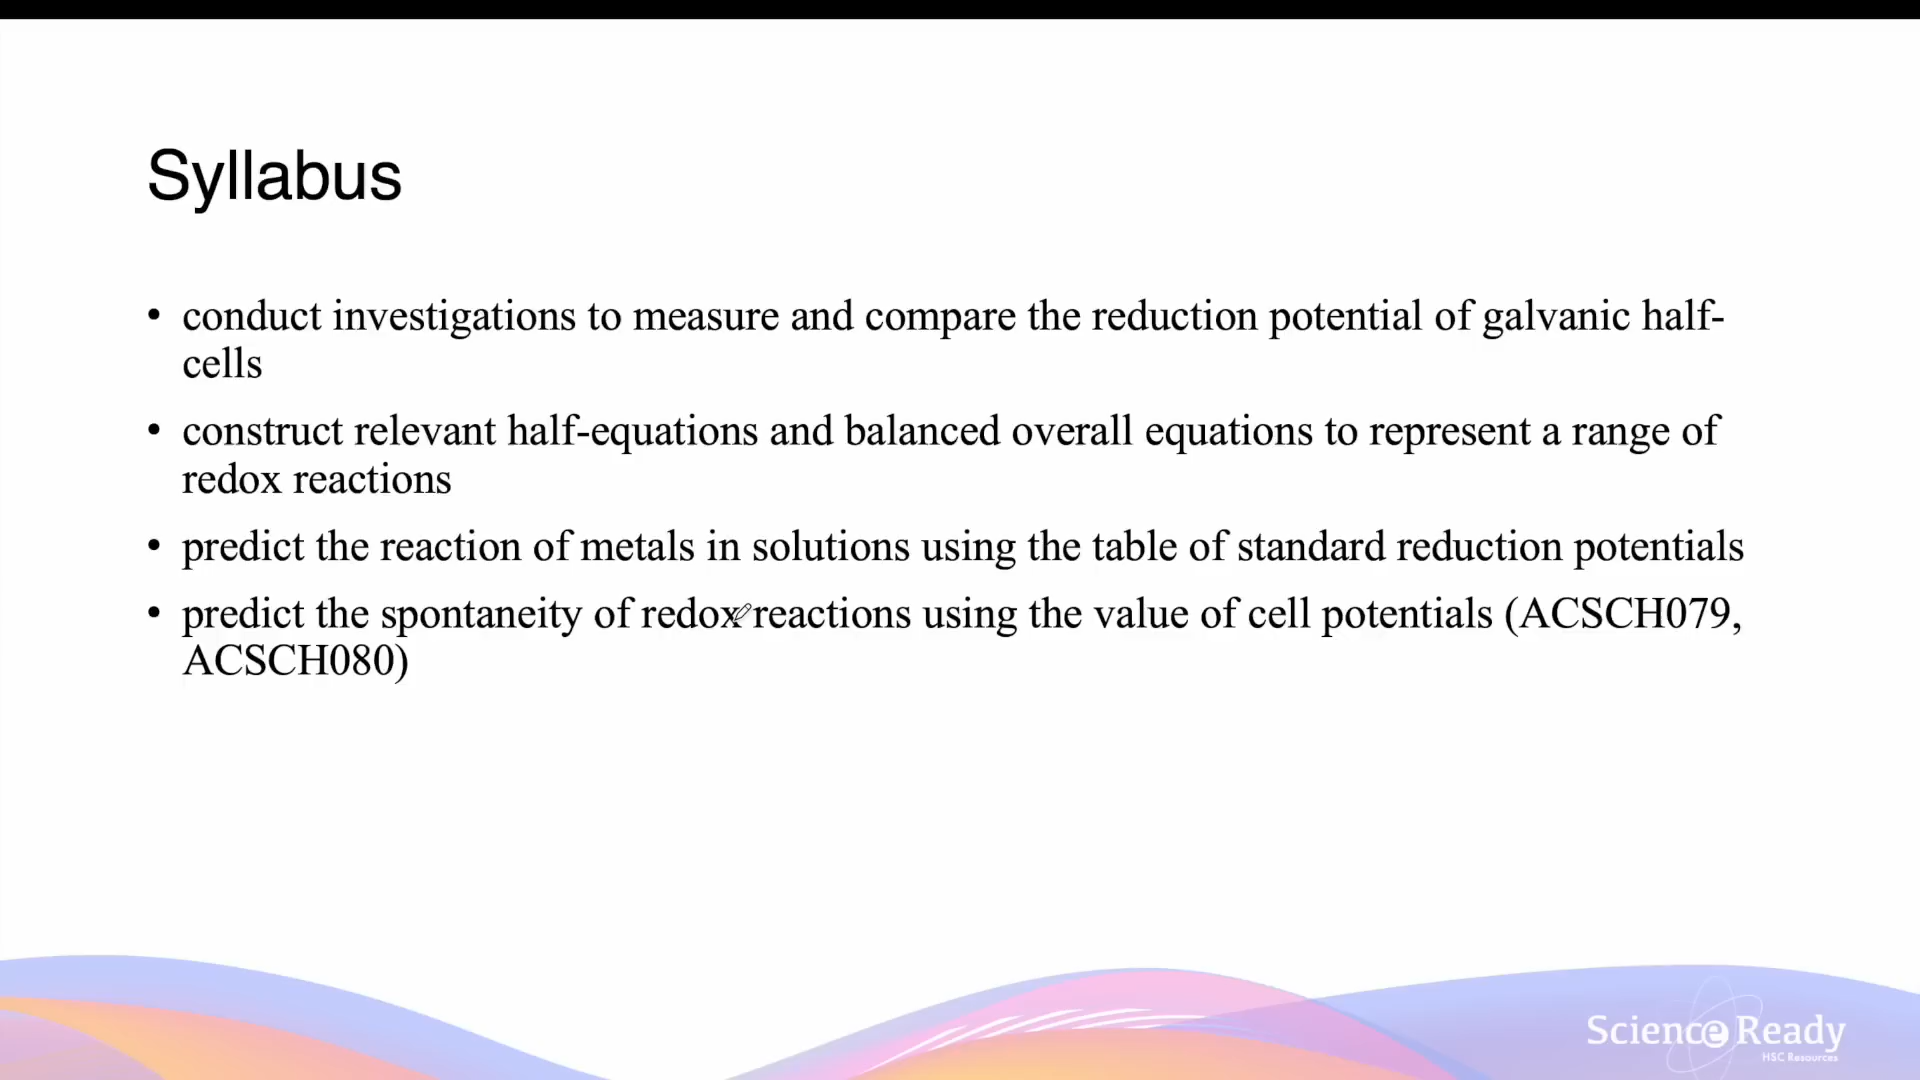 Syllabus
• conduct investigations to measure and compare the reduction potential of galvanic half-
cells
• construct relevant half-equations and balanced overall equations to represent a range of
redox reactions
• predict the reaction of metals in solutions using the table of standard reduction potentials
• predict the spontaneity of redox reactions using the value of cell potentials (ACSCH079,
ACSCH080)
Science Ready
HSC Resources